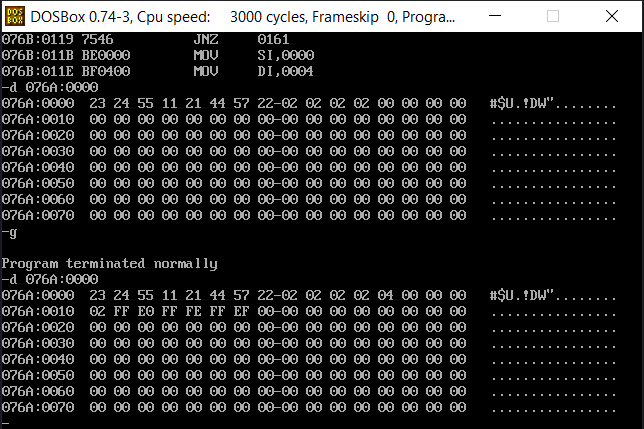 DOS
BOX
DOSBox 0.74-3, Cpu speed: 3000 cycles, Frameskip 0, Progra...
076B:0119 7546 JNZ 0161
076B:011B BE0000 MOV SI,0000
076B:011E BF0400 MOV DI,0004
-d 076A:0000
076A:0000 23 24 55 11 21 44 57 22-02 02 02 02 00 00 00 00 #$U.!DW"........
076A:0010 00 00 00 00 00 00 00 00-00 00 00 00 00 00 00 00 ................
076A:0020 00 00 00 00 00 00 00 00-00 00 00 00 00 00 00 00 ................
076A:0030 00 00 00 00 00 00 00 00-00 00 00 00 00 00 00 00 ................
076A:0040 00 00 00 00 00 00 00 00-00 00 00 00 00 00 00 00 ................
076A:0050 00 00 00 00 00 00 00 00-00 00 00 00 00 00 00 00 ................
076A:0060 00 00 00 00 00 00 00 00-00 00 00 00 00 00 00 00 ................
076A:0070 00 00 00 00 00 00 00 00-00 00 00 00 00 00 00 00 ................
-g
Program terminated normally
-d 076A:0000
076A:0000 23 24 55 11 21 44 57 22-02 02 02 02 04 00 00 00 #$U.!DW"........
076A:0010 02 FF E0 FF FE FF EF 00-00 00 00 00 00 00 00 00 ................
076A:0020 00 00 00 00 00 00 00 00-00 00 00 00 00 00 00 00 ................
076A:0030 00 00 00 00 00 00 00 00-00 00 00 00 00 00 00 00 ................
076A:0040 00 00 00 00 00 00 00 00-00 00 00 00 00 00 00 00 ................
076A:0050 00 00 00 00 00 00 00 00-00 00 00 00 00 00 00 00 ................
076A:0060 00 00 00 00 00 00 00 00-00 00 00 00 00 00 00 00 ................
076A:0070 00 00 00 00 00 00 00 00-00 00 00 00 00 00 00 00 ................
-